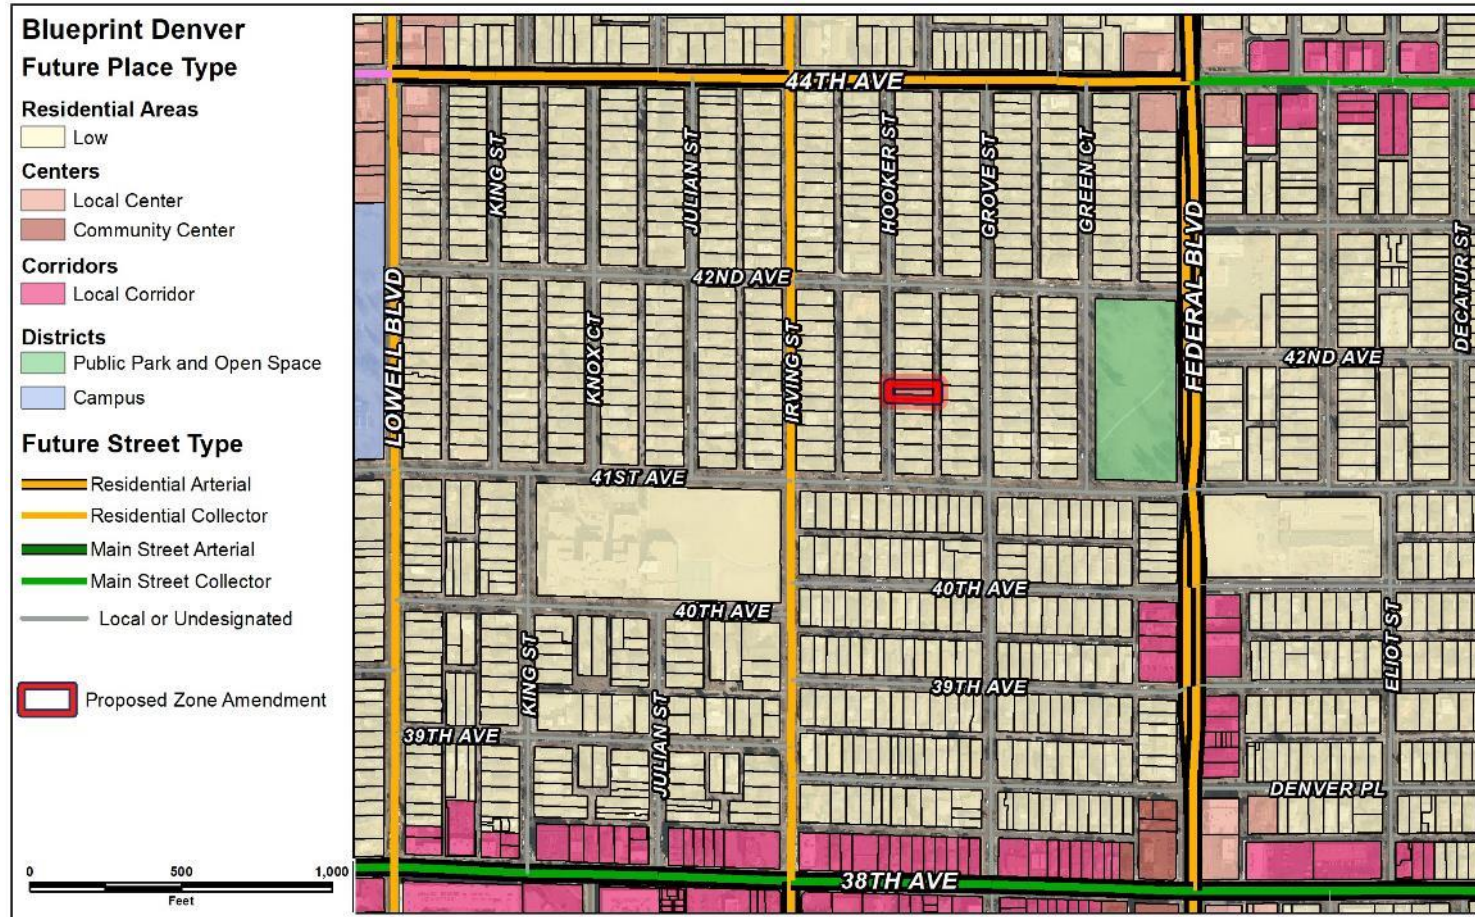 Blueprint Denver
Future Place Type
Residential Areas
Low
Centers
Local Center
Community Center
Corridors
Local Corridor
Districts
Public Park and Open Space
Campus
Future Street Type
Residential Arterial
Residential Collector
Main Street Arterial
Main Street Collector
Local or Undesignated
Proposed Zone Amendment
0 500 1,000
Feet
44TH AVE
KING ST
JULIAN ST
HOOKER ST
GROVE ST
GREEN CT
FEDERAL BLVD
DECATUR ST
LOWELL BLVD
42ND AVE
KNOX CT
IRVING ST
42ND AVE
41ST AVE
40TH AVE
40TH AVE
KING ST
JULIAN ST
39TH AVE
ELIOT ST
39TH AVE
DENVER PL
38TH AVE